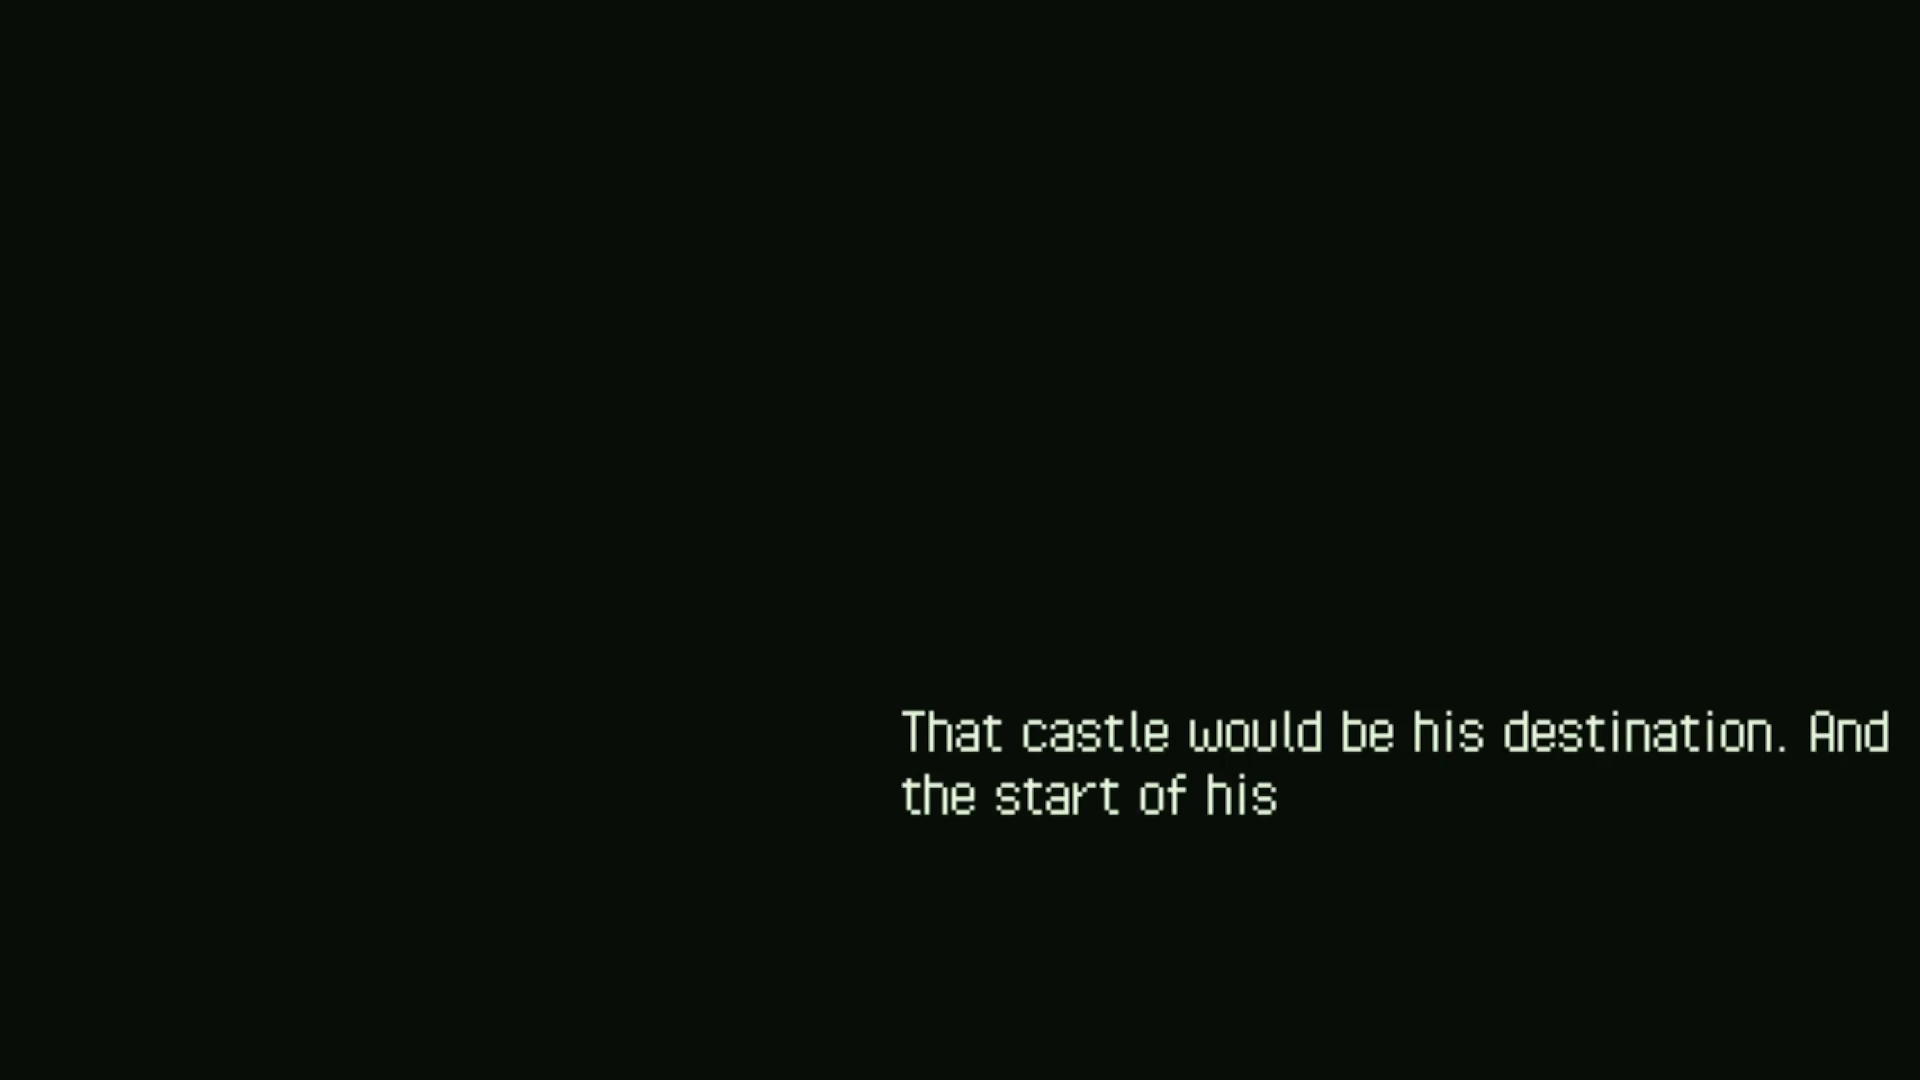 That castle would be his destination. And
the start of his